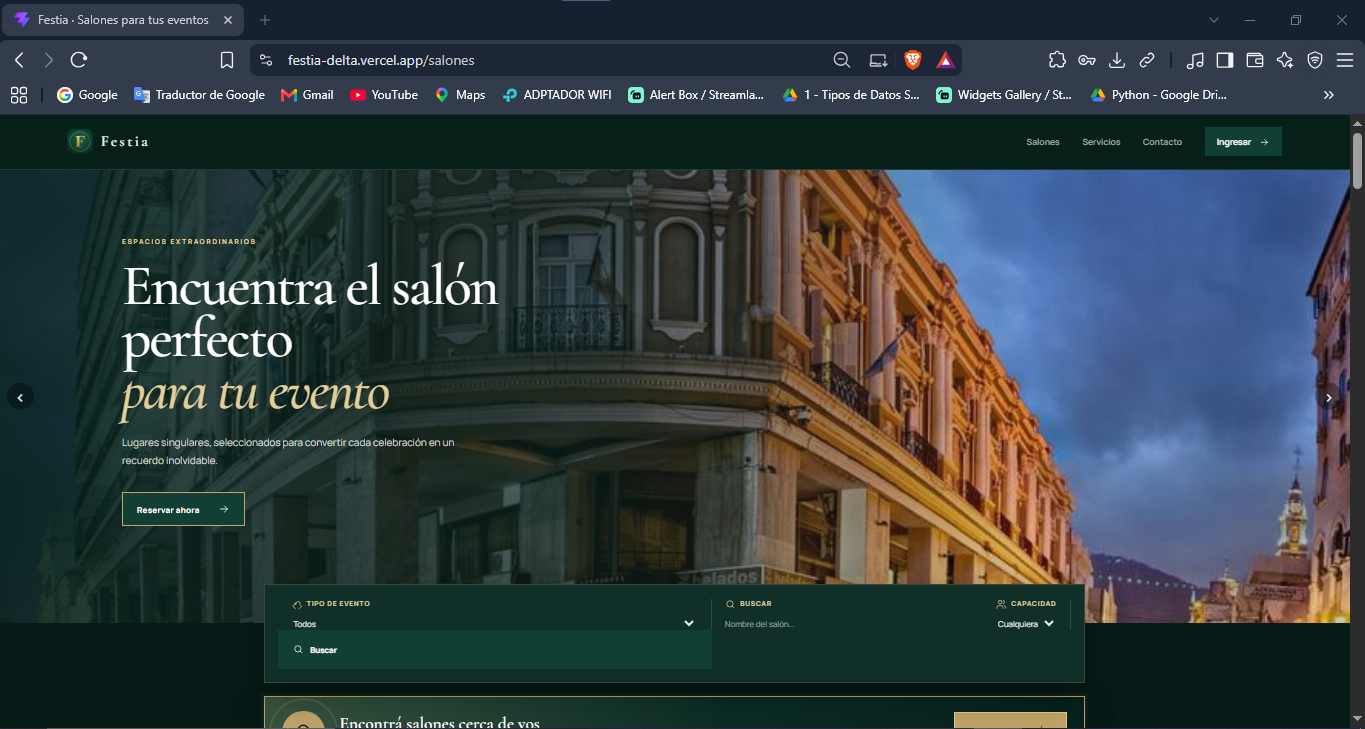 Festia · Salones para tus eventos
festia-delta.vercel.app/salones
Google
Traductor de Google
Gmail
YouTube
Maps
ADPTADOR WIFI
Alert Box / Streamla...
1 - Tipos de Datos S...
Widgets Gallery / St...
Python - Google Dri...
F Festia
Salones
Servicios
Contacto
Ingresar →
ESPACIOS EXTRAORDINARIOS
Encuentra el salón
perfecto
para tu evento
Lugares singulares, seleccionados para convertir cada celebración en un
recuerdo inolvidable.
Reservar ahora →
helados
TIPO DE EVENTO
Todos
BUSCAR
Nombre del salón...
CAPACIDAD
Cualquiera
Buscar
Encontrá salones cerca de vos